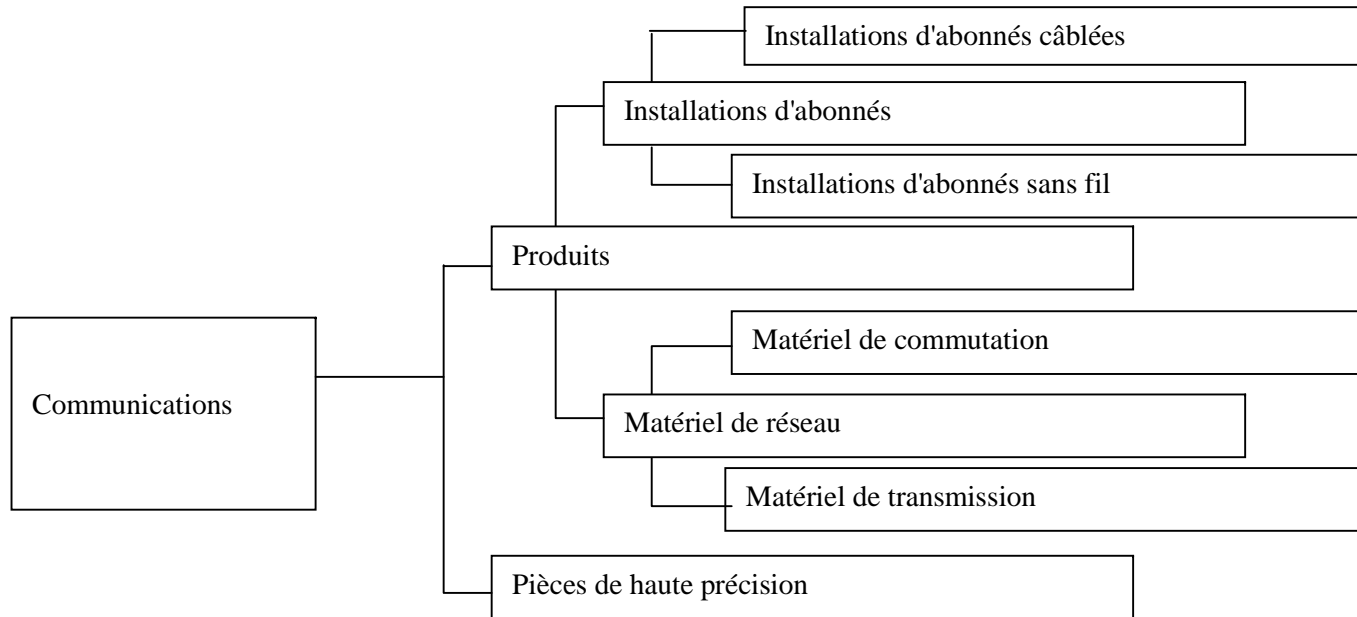 Installations d'abonnés câblées
Installations d'abonnés
Installations d'abonnés sans fil
Produits
Matériel de commutation
Communications
Matériel de réseau
Matériel de transmission
Pièces de haute précision